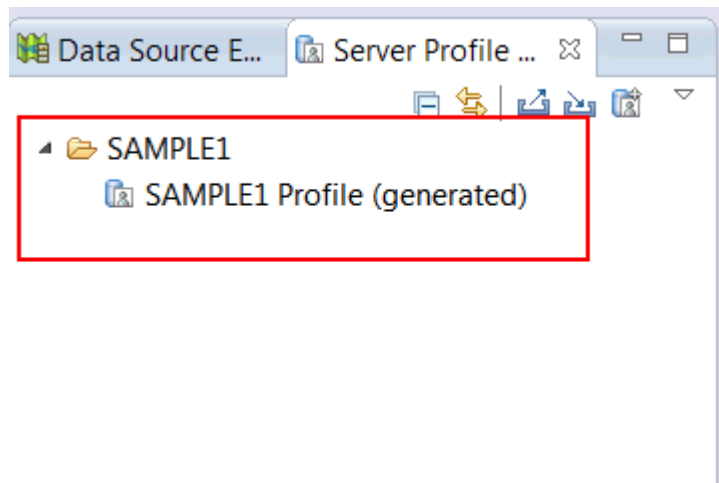 Data Source E... Server Profile ...
SAMPLE1
SAMPLE1 Profile (generated)